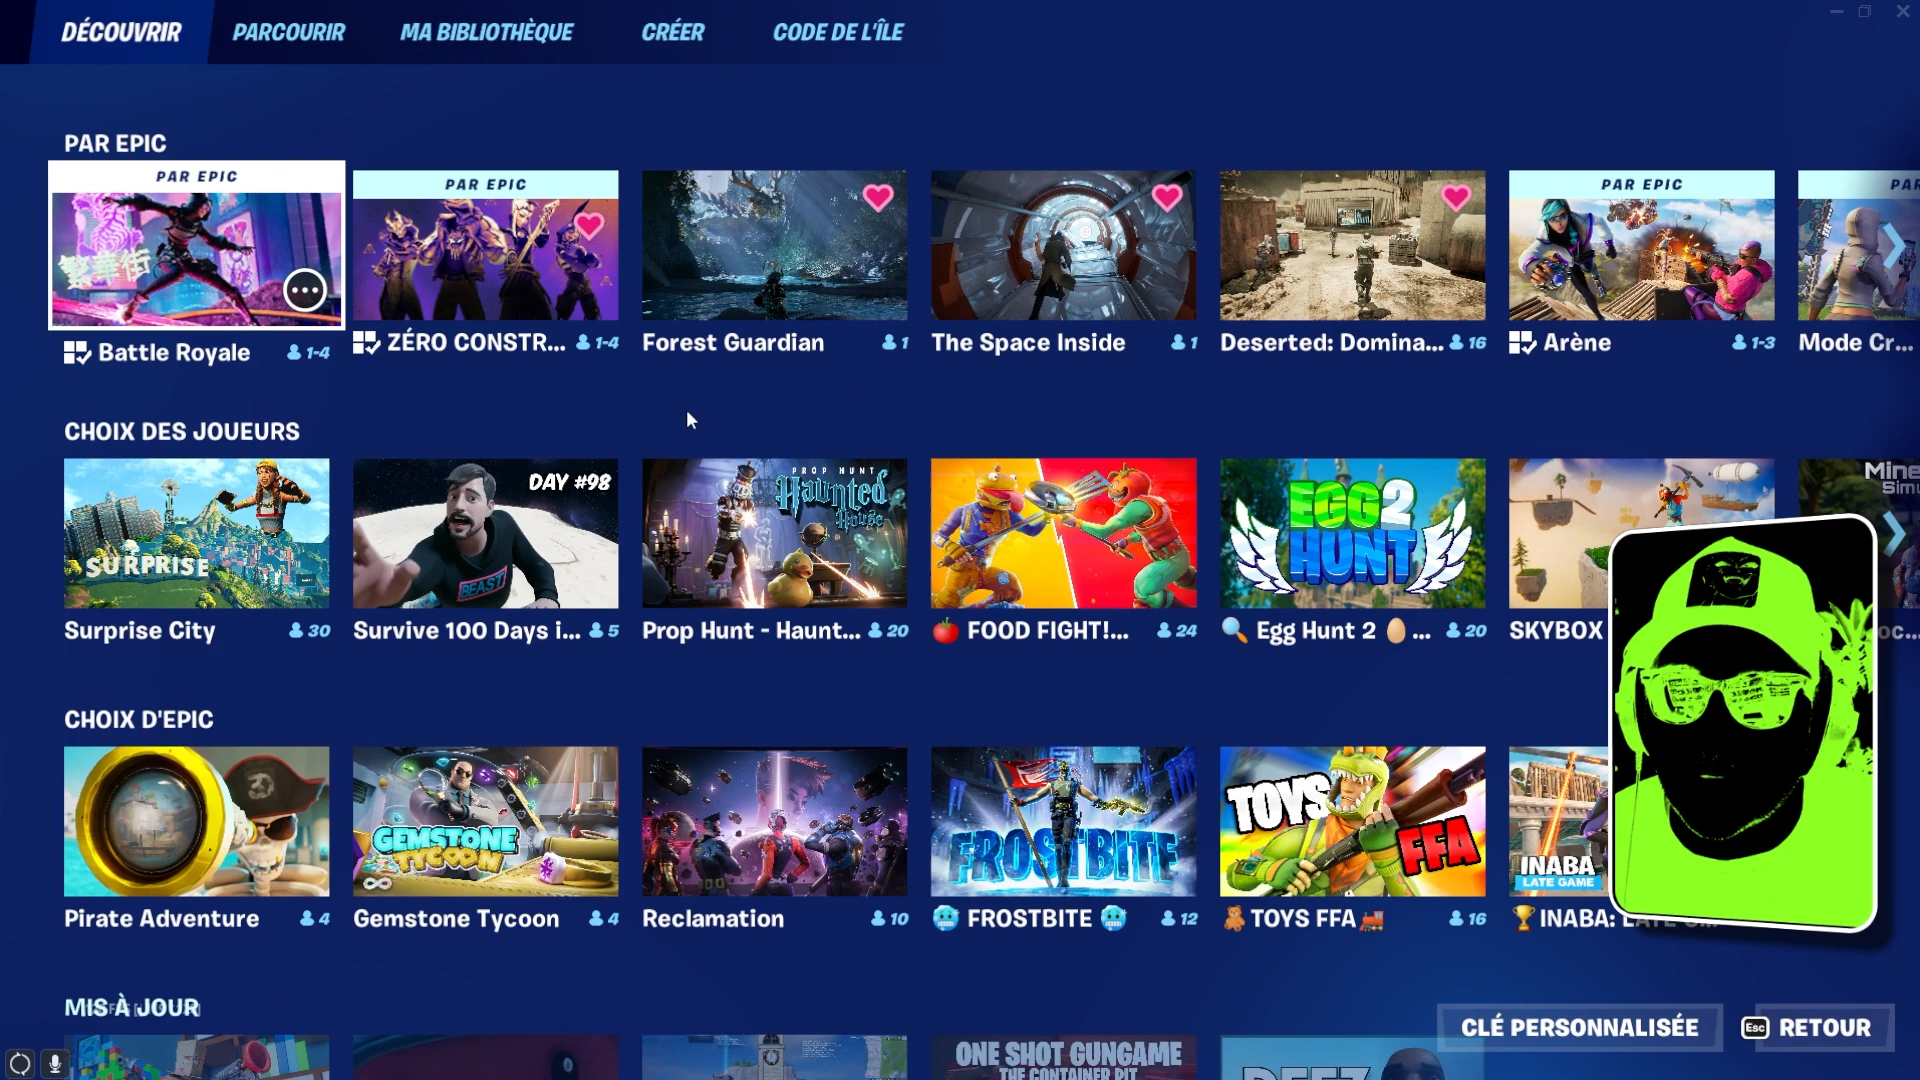 DÉCOUVRIR PARCOURIR MA BIBLIOTHÈQUE CRÉER CODE DE L'ÎLE
PAR EPIC
PAR EPIC
PAR EPIC
PAR EPIC
繁華街
Battle Royale 1-4
ZÉRO CONSTR... 1-4
Forest Guardian 1
The Space Inside 1
Deserted: Domina... 16
Arène 1-3
Mode Cr...
CHOIX DES JOUEURS
SURPRISE
DAY #98
BEAST
PROP HUNT
Haunted
House
EGG
2
HUNT
Surprise City 30
Survive 100 Days i... 5
Prop Hunt - Haunt... 20
🍅 FOOD FIGHT!... 24
🔍 Egg Hunt 2 🥚... 20
SKYBOX
CHOIX D'EPIC
GEMSTONE
TYCOON
FROSTBITE
TOYS
FFA
INABA
LATE GAME
Pirate Adventure 4
Gemstone Tycoon 4
Reclamation 10
🥶 FROSTBITE 🥶 12
🧸 TOYS FFA 🚂 16
🏆 INABA: LATE G...
MIS À JOUR
ONE SHOT GUNGAME
THE CONTAINER PIT
CLÉ PERSONNALISÉE
Esc RETOUR